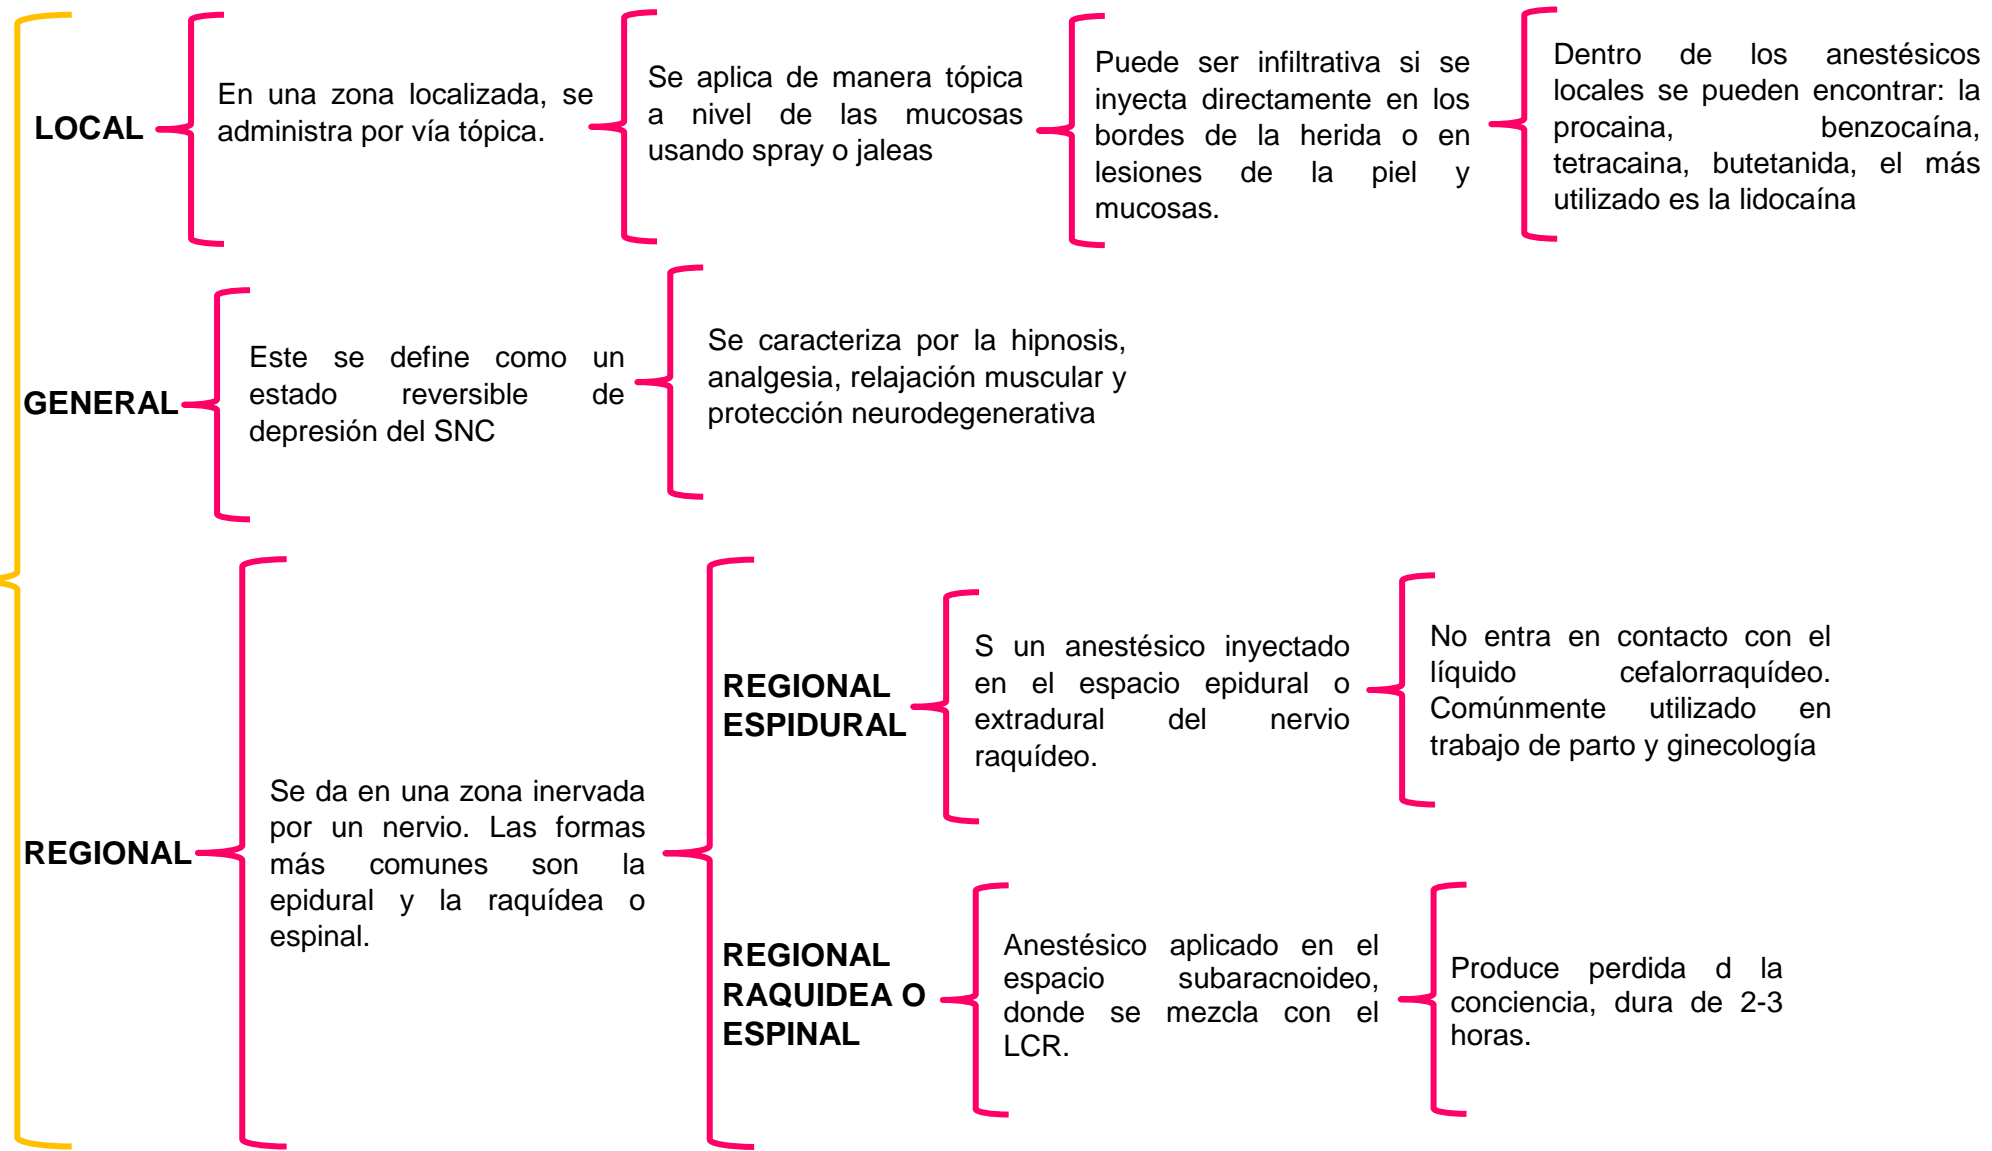 LOCAL
En una zona localizada, se
administra por vía tópica.
Se aplica de manera tópica
a nivel de las mucosas
usando spray o jaleas
Puede ser infiltrativa si se
inyecta directamente en los
bordes de la herida o en
lesiones de la piel y
mucosas.
Dentro de los anestésicos
locales se pueden encontrar: la
procaina, benzocaína,
tetracaina, butetanida, el más
utilizado es la lidocaína
GENERAL
Este se define como un
estado reversible de
depresión del SNC
Se caracteriza por la hipnosis,
analgesia, relajación muscular y
protección neurodegenerativa
REGIONAL
Se da en una zona inervada
por un nervio. Las formas
más comunes son la
epidural y la raquídea o
espinal.
REGIONAL
ESPIDURAL
S un anestésico inyectado
en el espacio epidural o
extradural del nervio
raquídeo.
No entra en contacto con el
líquido cefalorraquídeo.
Comúnmente utilizado en
trabajo de parto y ginecología
REGIONAL
RAQUIDEA O
ESPINAL
Anestésico aplicado en el
espacio subaracnoideo,
donde se mezcla con el
LCR.
Produce perdida d la
conciencia, dura de 2-3
horas.